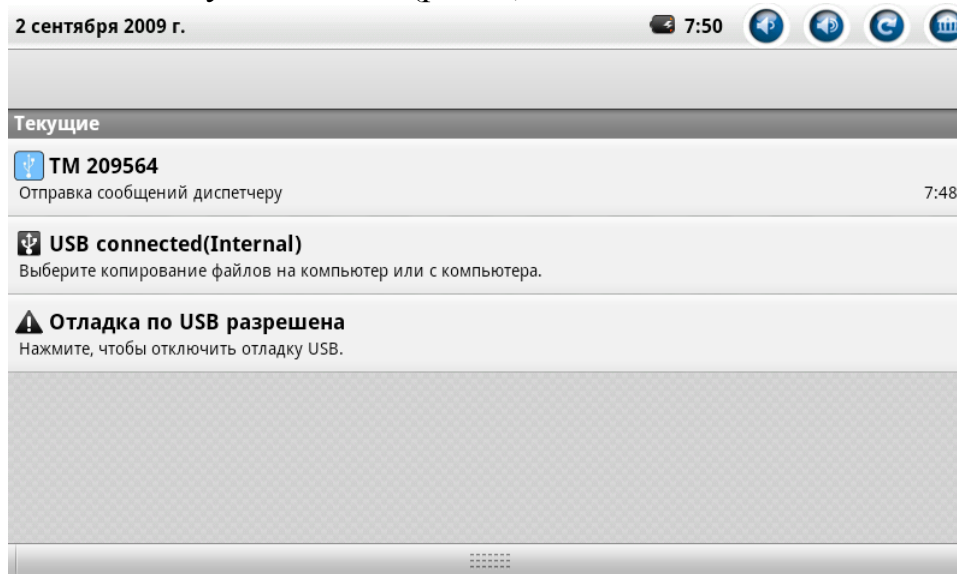 2 сентября 2009 г. 7:50
Текущие
TM 209564
Отправка сообщений диспетчеру 7:48
USB connected(Internal)
Выберите копирование файлов на компьютер или с компьютера.
Отладка по USB разрешена
Нажмите, чтобы отключить отладку USB.